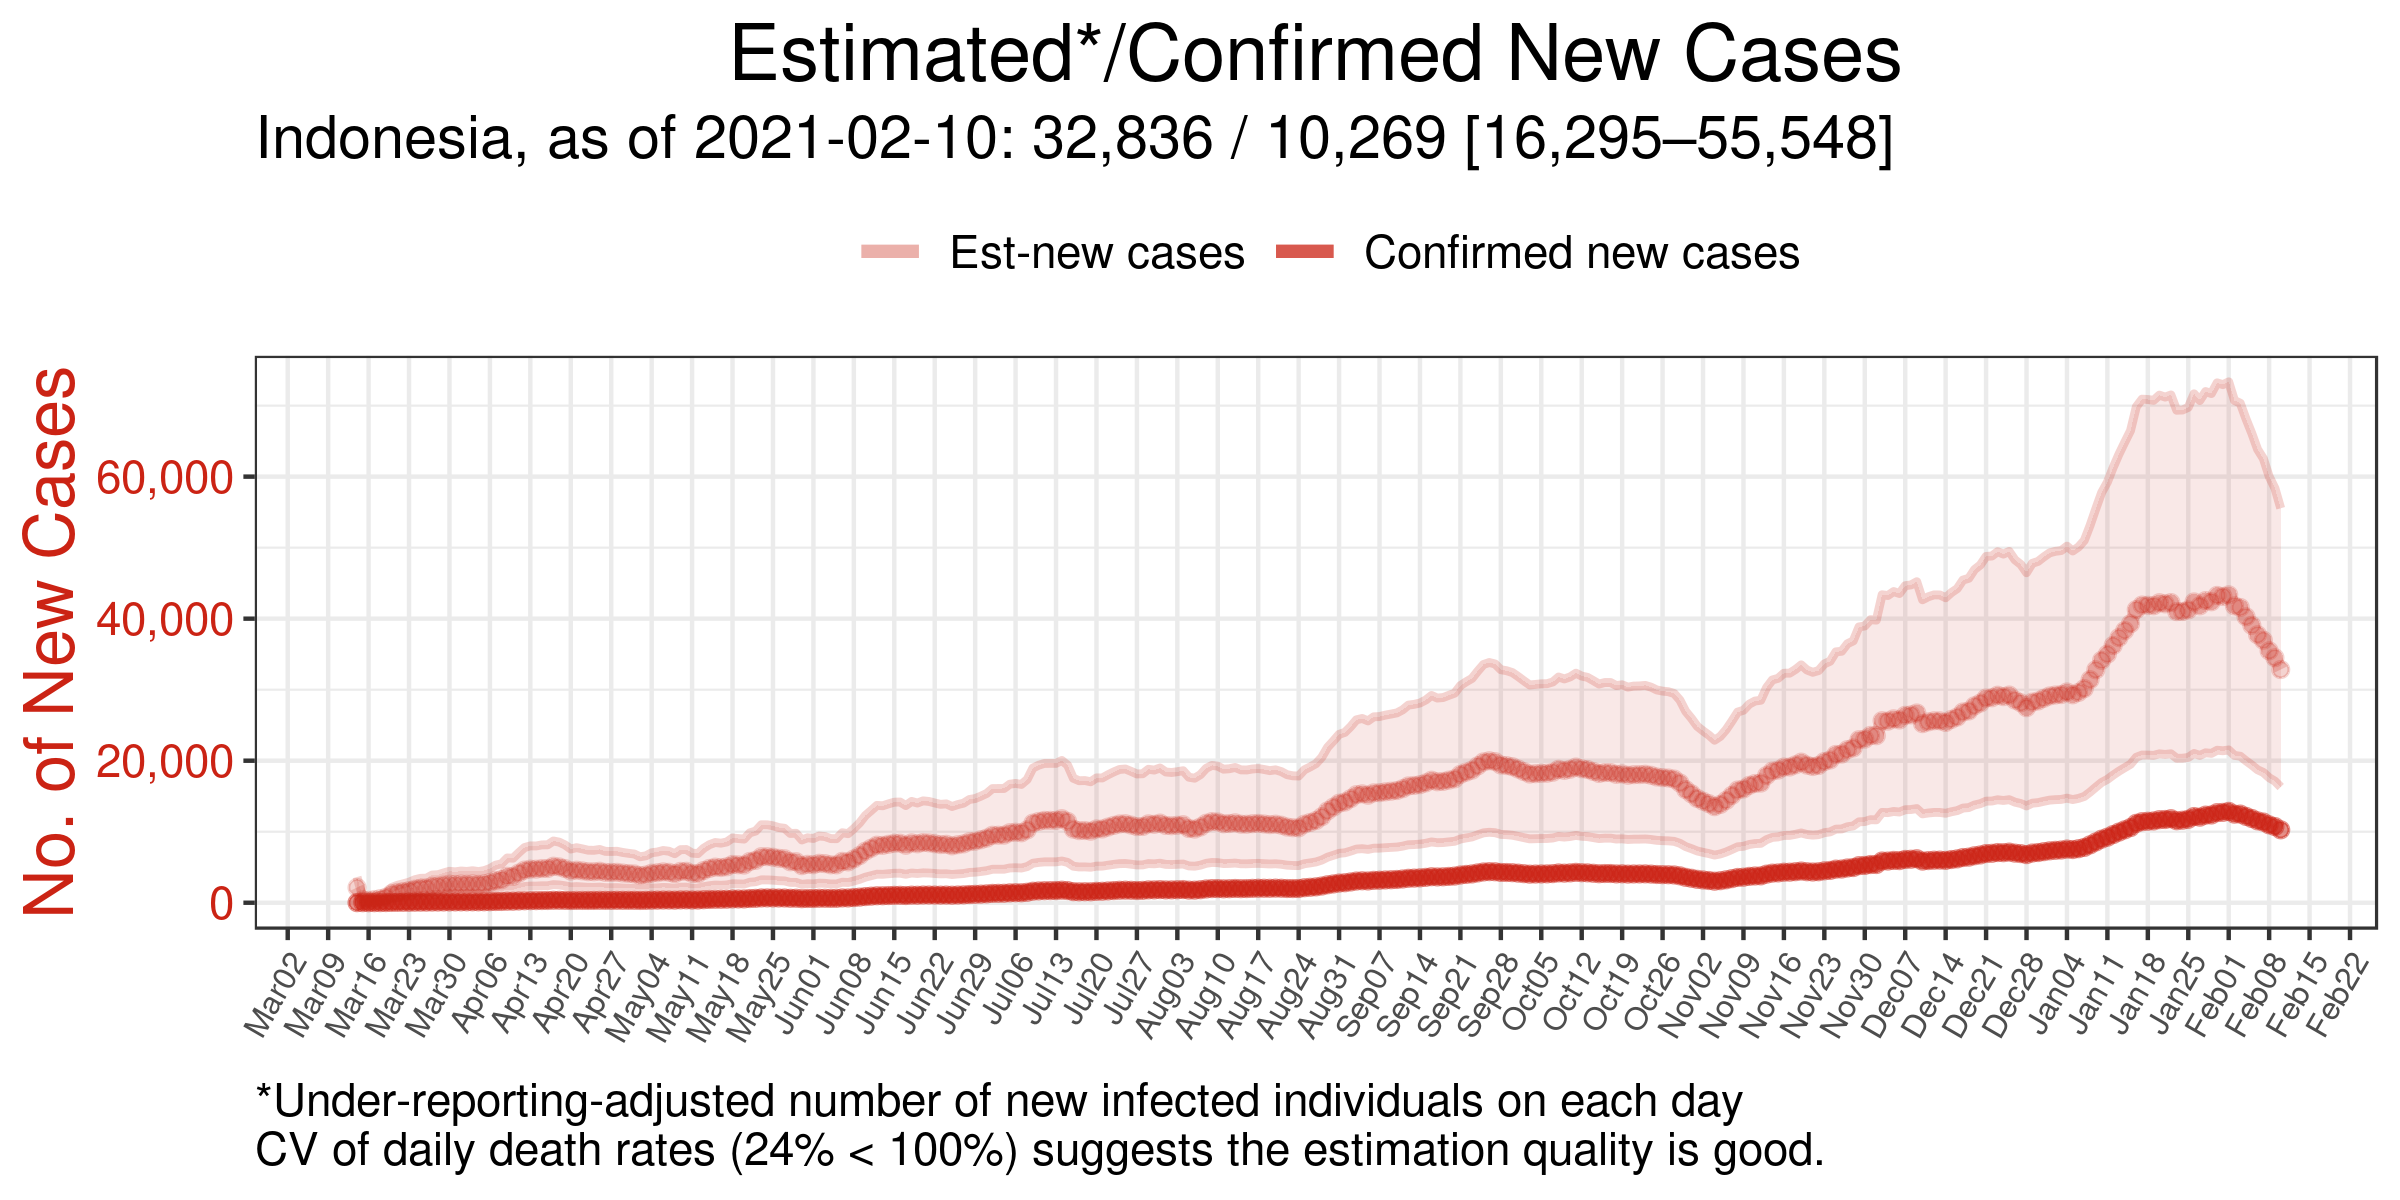 Estimated*/Confirmed New Cases
Indonesia, as of 2021-02-10: 32,836 / 10,269 [16,295–55,548]
Est-new cases
Confirmed new cases
No. of New Cases
60,000
40,000
20,000
0
Mar02
Mar09
Mar16
Mar23
Mar30
Apr06
Apr13
Apr20
Apr27
May04
May11
May18
May25
Jun01
Jun08
Jun15
Jun22
Jun29
Jul06
Jul13
Jul20
Jul27
Aug03
Aug10
Aug17
Aug24
Aug31
Sep07
Sep14
Sep21
Sep28
Oct05
Oct12
Oct19
Oct26
Nov02
Nov09
Nov16
Nov23
Nov30
Dec07
Dec14
Dec21
Dec28
Jan04
Jan11
Jan18
Jan25
Feb01
Feb08
Feb15
Feb22
*Under-reporting-adjusted number of new infected individuals on each day
CV of daily death rates (24% < 100%) suggests the estimation quality is good.